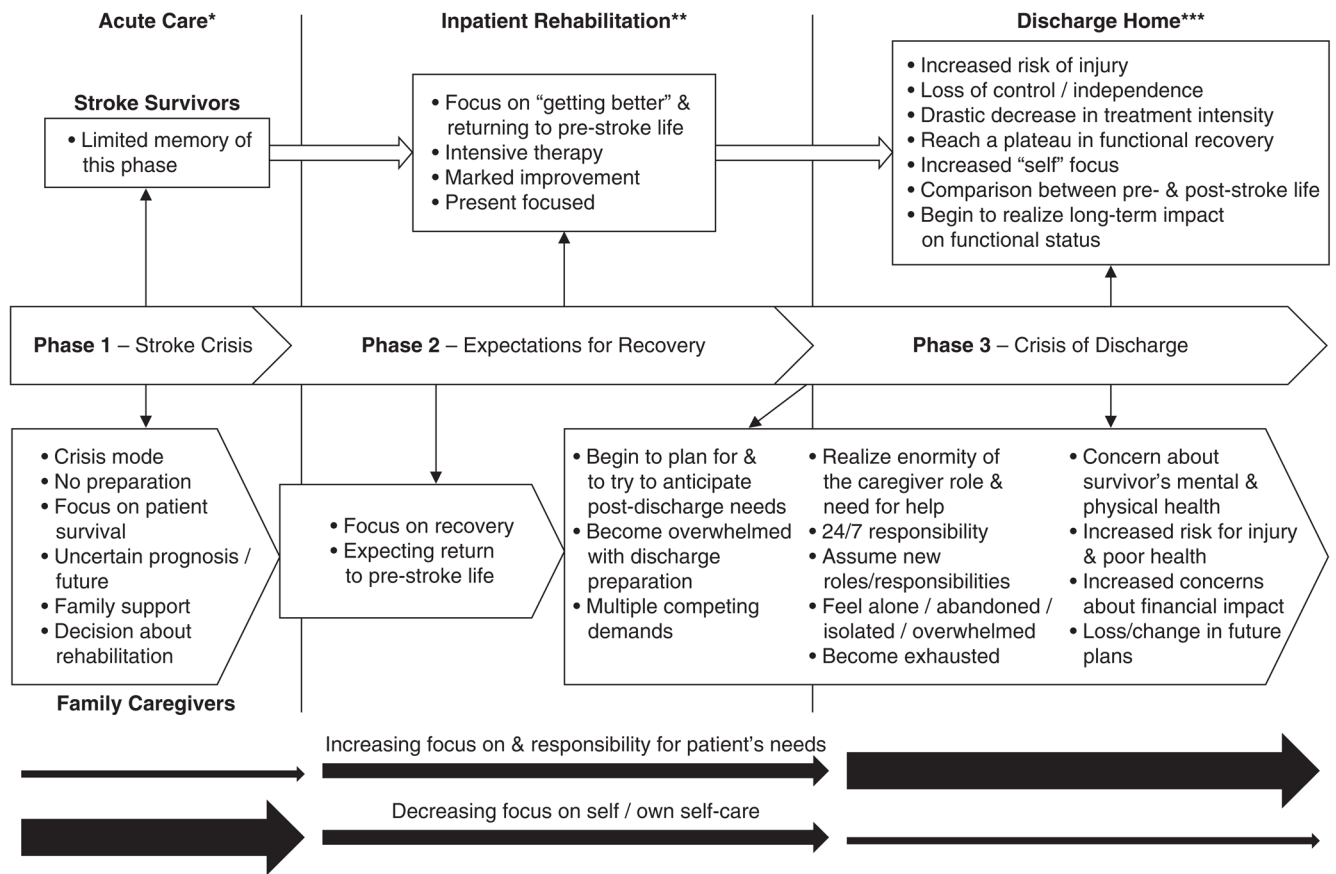 Acute Care*
Inpatient Rehabilitation**
Discharge Home***
Stroke Survivors
• Limited memory of
this phase
• Focus on “getting better” &
returning to pre-stroke life
• Intensive therapy
• Marked improvement
• Present focused
• Increased risk of injury
• Loss of control / independence
• Drastic decrease in treatment intensity
• Reach a plateau in functional recovery
• Increased “self” focus
• Comparison between pre- & post-stroke life
• Begin to realize long-term impact
on functional status
Phase 1 – Stroke Crisis
Phase 2 – Expectations for Recovery
Phase 3 – Crisis of Discharge
• Crisis mode
• No preparation
• Focus on patient
survival
• Uncertain prognosis /
future
• Family support
• Decision about
rehabilitation
Family Caregivers
• Focus on recovery
• Expecting return
to pre-stroke life
• Begin to plan for &
to try to anticipate
post-discharge needs
• Become overwhelmed
with discharge
preparation
• Multiple competing
demands
• Realize enormity of
the caregiver role &
need for help
• 24/7 responsibility
• Assume new
roles/responsibilities
• Feel alone / abandoned /
isolated / overwhelmed
• Become exhausted
• Concern about
survivor’s mental &
physical health
• Increased risk for injury
& poor health
• Increased concerns
about financial impact
• Loss/change in future
plans
Increasing focus on & responsibility for patient’s needs
Decreasing focus on self / own self-care